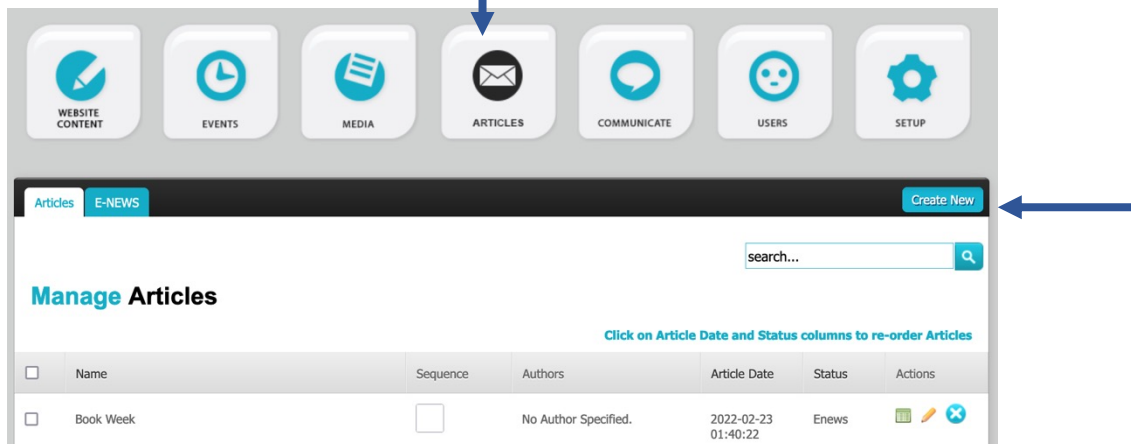 WEBSITE
CONTENT
EVENTS
MEDIA
ARTICLES
COMMUNICATE
USERS
SETUP
Articles
E-NEWS
Create New
search...
Manage Articles
Click on Article Date and Status columns to re-order Articles
Name
Sequence
Authors
Article Date
Status
Actions
Book Week
No Author Specified.
2022-02-23
01:40:22
Enews